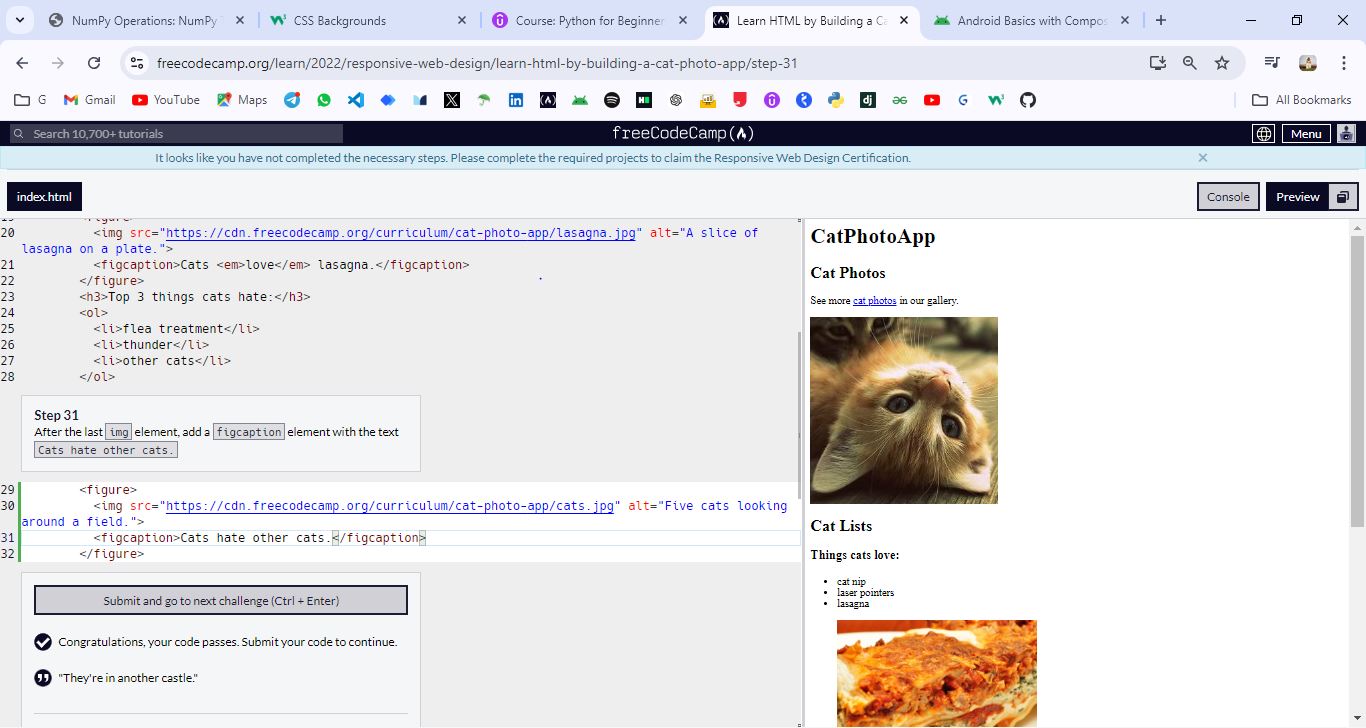 NumPy Operations: NumPy
CSS Backgrounds
Course: Python for Beginner
Learn HTML by Building a Ca
Android Basics with Compos
freecodecamp.org/learn/2022/responsive-web-design/learn-html-by-building-a-cat-photo-app/step-31
G
Gmail
YouTube
Maps
All Bookmarks
Search 10,700+ tutorials
freeCodeCamp(🔥)
Menu
It looks like you have not completed the necessary steps. Please complete the required projects to claim the Responsive Web Design Certification.
index.html
Console
Preview
20 <img src="https://cdn.freecodecamp.org/curriculum/cat-photo-app/lasagna.jpg" alt="A slice of
lasagna on a plate.">
21 <figcaption>Cats <em>love</em> lasagna.</figcaption>
22 </figure>
23 <h3>Top 3 things cats hate:</h3>
24 <ol>
25 <li>flea treatment</li>
26 <li>thunder</li>
27 <li>other cats</li>
28 </ol>
Step 31
After the last img element, add a figcaption element with the text
Cats hate other cats.
29 <figure>
30 <img src="https://cdn.freecodecamp.org/curriculum/cat-photo-app/cats.jpg" alt="Five cats looking
around a field.">
31 <figcaption>Cats hate other cats.</figcaption>
32 </figure>
Submit and go to next challenge (Ctrl + Enter)
Congratulations, your code passes. Submit your code to continue.
"They're in another castle."
CatPhotoApp
Cat Photos
See more cat photos in our gallery.
Cat Lists
Things cats love:
• cat nip
• laser pointers
• lasagna